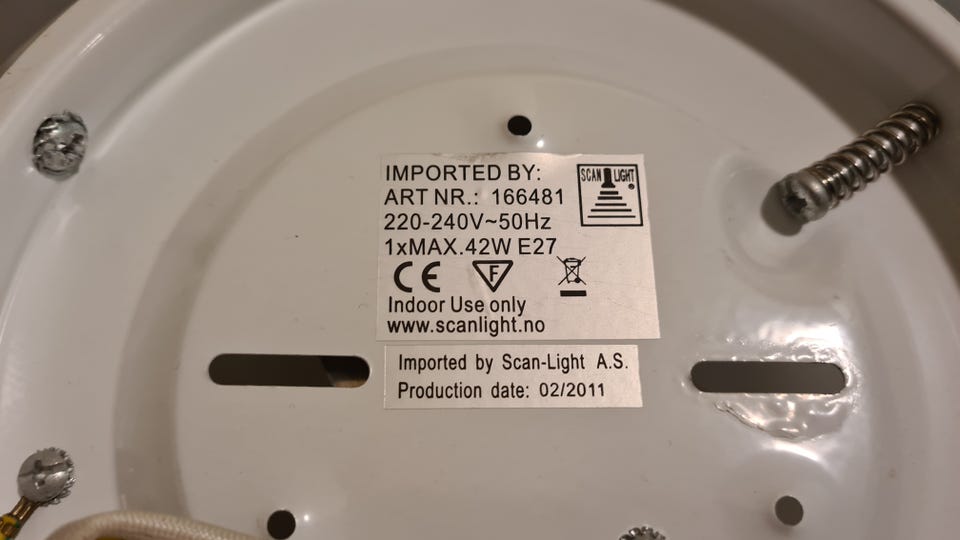 IMPORTED BY:
SCAN LIGHT
®
ART NR.: 166481
220-240V~50Hz
1xMAX.42W E27
CE F
Indoor Use only
www.scanlight.no
Imported by Scan-Light A.S.
Production date: 02/2011